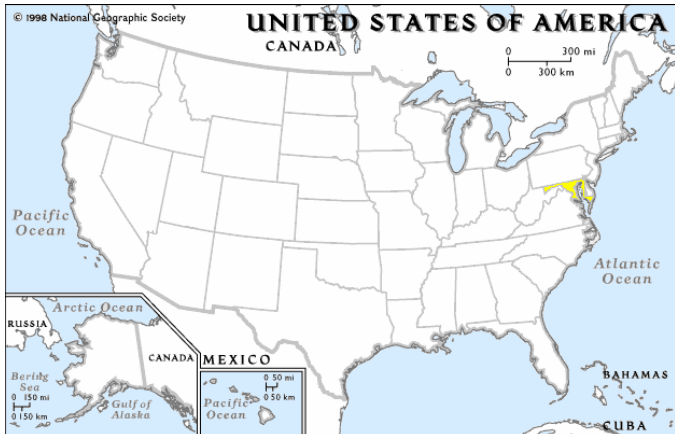 © 1998 National Geographic Society
UNITED STATES OF AMERICA
CANADA
0 300 mi
0 300 km
Pacific
Ocean
Atlantic
Ocean
Arctic Ocean
RUSSIA
CANADA
MEXICO
Bering
Sea
0 150 mi
0 150 km
Gulf of
Alaska
0 50 mi
0 50 km
Pacific
Ocean
BAHAMAS
CUBA